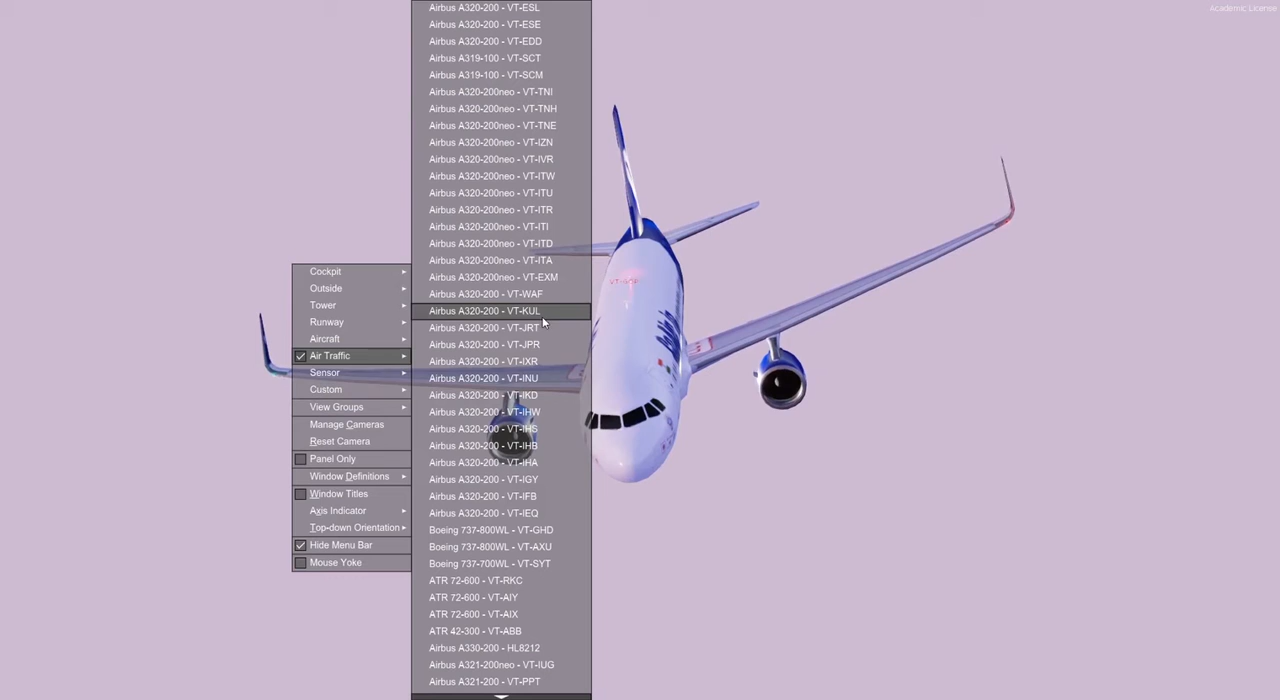 Academic License
Airbus A320-200 - VT-ESL
Airbus A320-200 - VT-ESE
Airbus A320-200 - VT-EDD
Airbus A319-100 - VT-SCT
Airbus A319-100 - VT-SCM
Airbus A320-200neo - VT-TNI
Airbus A320-200neo - VT-TNH
Airbus A320-200neo - VT-TNE
Airbus A320-200neo - VT-IZN
Airbus A320-200neo - VT-IVR
Airbus A320-200neo - VT-ITW
Airbus A320-200neo - VT-ITU
Airbus A320-200neo - VT-ITR
Airbus A320-200neo - VT-ITI
Airbus A320-200neo - VT-ITD
Airbus A320-200neo - VT-ITA
Airbus A320-200neo - VT-EXM
Airbus A320-200 - VT-WAF
Airbus A320-200 - VT-KUL
Airbus A320-200 - VT-JRT
Airbus A320-200 - VT-JPR
Airbus A320-200 - VT-IXR
Airbus A320-200 - VT-INU
Airbus A320-200 - VT-IKD
Airbus A320-200 - VT-IHW
Airbus A320-200 - VT-IHS
Airbus A320-200 - VT-IHB
Airbus A320-200 - VT-IHA
Airbus A320-200 - VT-IGY
Airbus A320-200 - VT-IFB
Airbus A320-200 - VT-IEQ
Boeing 737-800WL - VT-GHD
Boeing 737-800WL - VT-AXU
Boeing 737-700WL - VT-SYT
ATR 72-600 - VT-RKC
ATR 72-600 - VT-AIY
ATR 72-600 - VT-AIX
ATR 42-300 - VT-ABB
Airbus A330-200 - HL8212
Airbus A321-200neo - VT-IUG
Airbus A321-200 - VT-PPT
Cockpit
Outside
Tower
Runway
Aircraft
Air Traffic
Sensor
Custom
View Groups
Manage Cameras
Reset Camera
Panel Only
Window Definitions
Window Titles
Axis Indicator
Top-down Orientation
Hide Menu Bar
Mouse Yoke